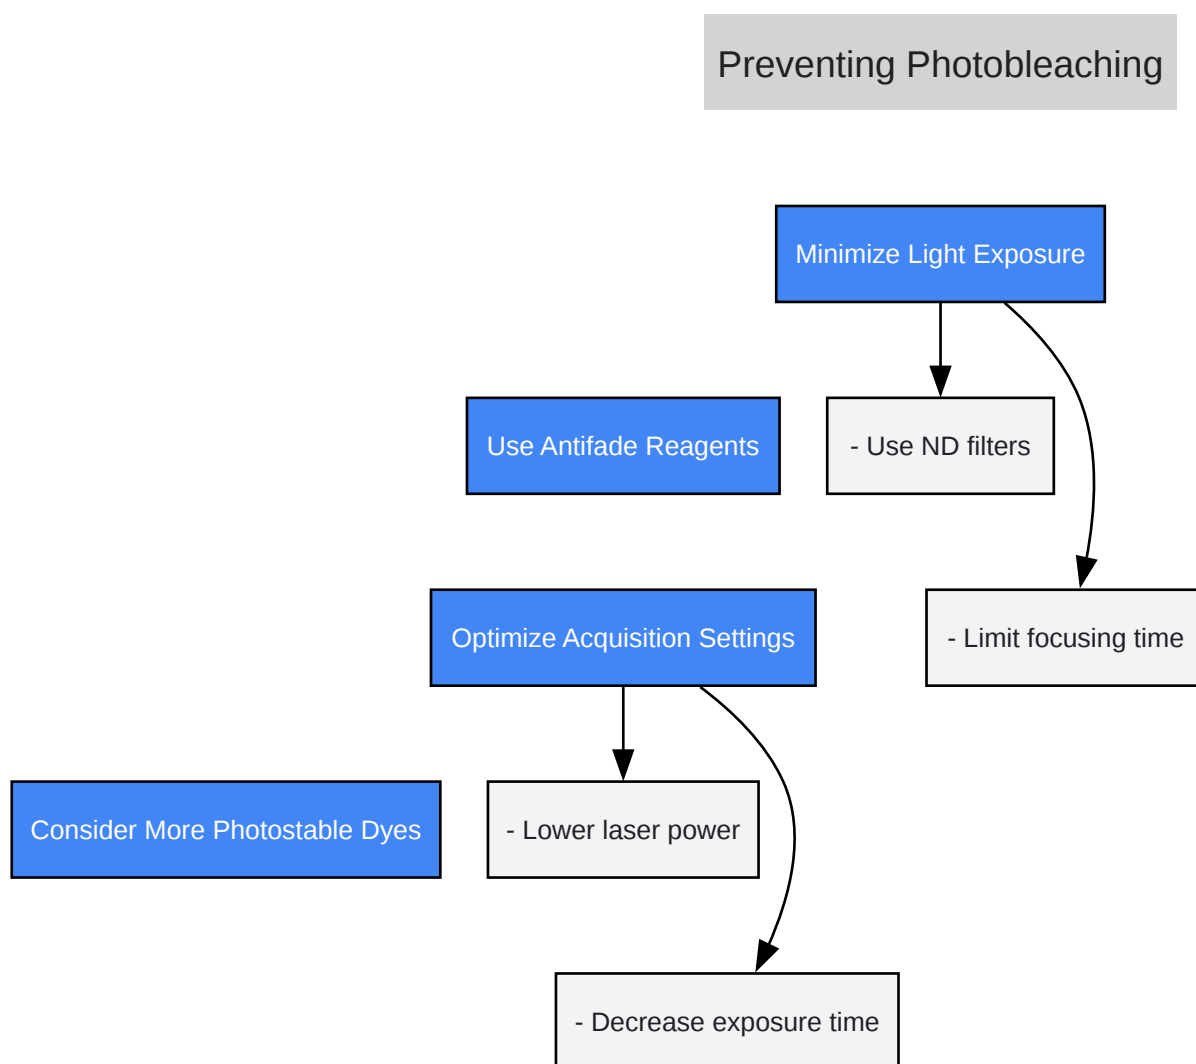 Preventing Photobleaching
Minimize Light Exposure
Use Antifade Reagents
- Use ND filters
Optimize Acquisition Settings
- Limit focusing time
Consider More Photostable Dyes
- Lower laser power
- Decrease exposure time